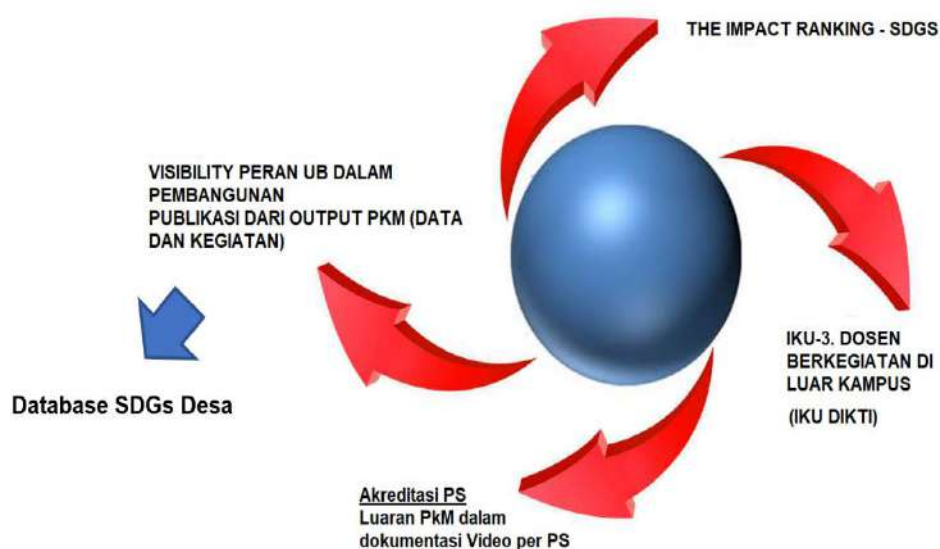 THE IMPACT RANKING - SDGS
VISIBILITY PERAN UB DALAM
PEMBANGUNAN
PUBLIKASI DARI OUTPUT PKM (DATA
DAN KEGIATAN)
IKU-3. DOSEN
BERKEGIATAN DI
LUAR KAMPUS
(IKU DIKTI)
Database SDGs Desa
Akreditasi PS
Luaran PkM dalam
dokumentasi Video per PS